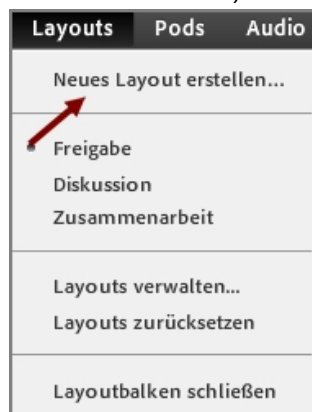 Layouts Pods Audio
Neues Layout erstellen...
Freigabe
Diskussion
Zusammenarbeit
Layouts verwalten...
Layouts zurücksetzen
Layoutbalken schließen